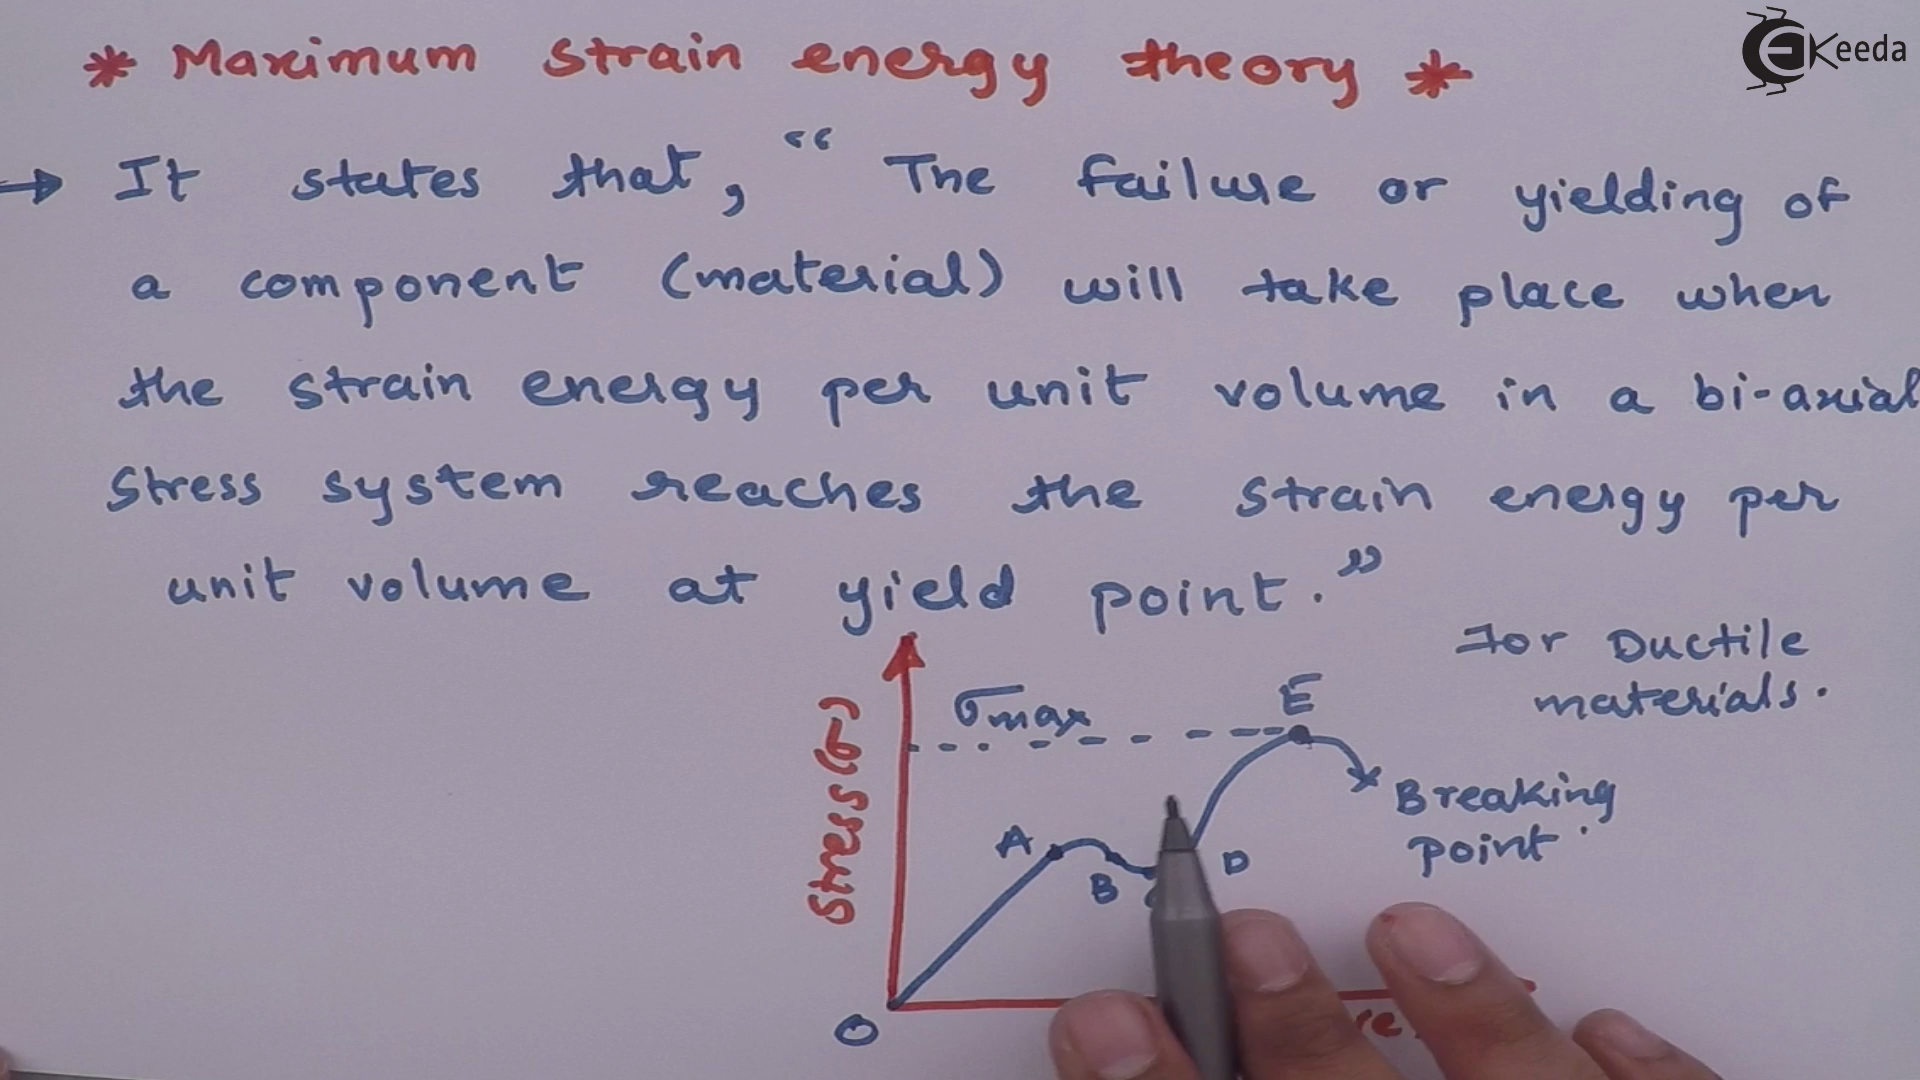 * Maximum strain energy theory *
EKeeda
→ It states that, “ The failure or yielding of
a component (material) will take place when
the strain energy per unit volume in a bi-axial
stress system reaches the strain energy per
unit volume at yield point.”
For Ductile
materials.
σmax
E
Stress(σ)
Breaking
point.
A
B
D
O